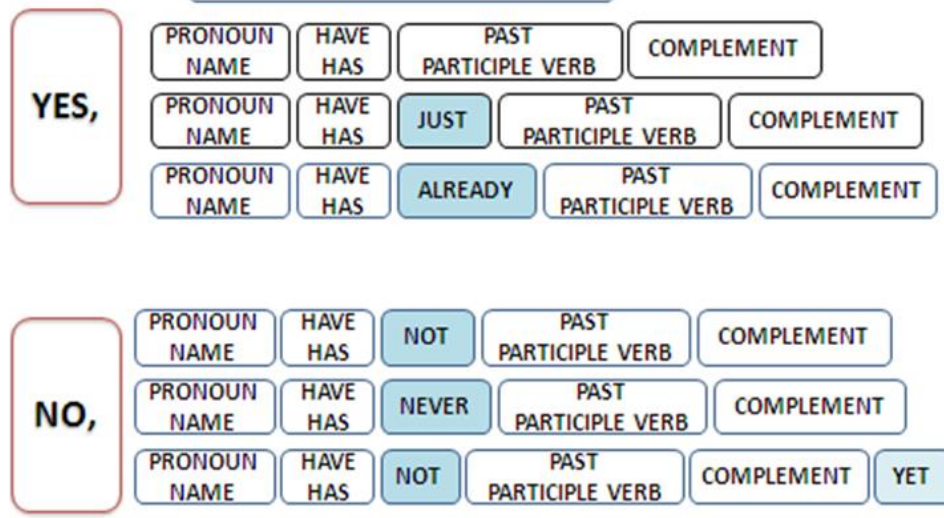 YES,
PRONOUN NAME HAVE HAS PAST PARTICIPLE VERB COMPLEMENT
PRONOUN NAME HAVE HAS JUST PAST PARTICIPLE VERB COMPLEMENT
PRONOUN NAME HAVE HAS ALREADY PAST PARTICIPLE VERB COMPLEMENT
NO,
PRONOUN NAME HAVE HAS NOT PAST PARTICIPLE VERB COMPLEMENT
PRONOUN NAME HAVE HAS NEVER PAST PARTICIPLE VERB COMPLEMENT
PRONOUN NAME HAVE HAS NOT PAST PARTICIPLE VERB COMPLEMENT YET